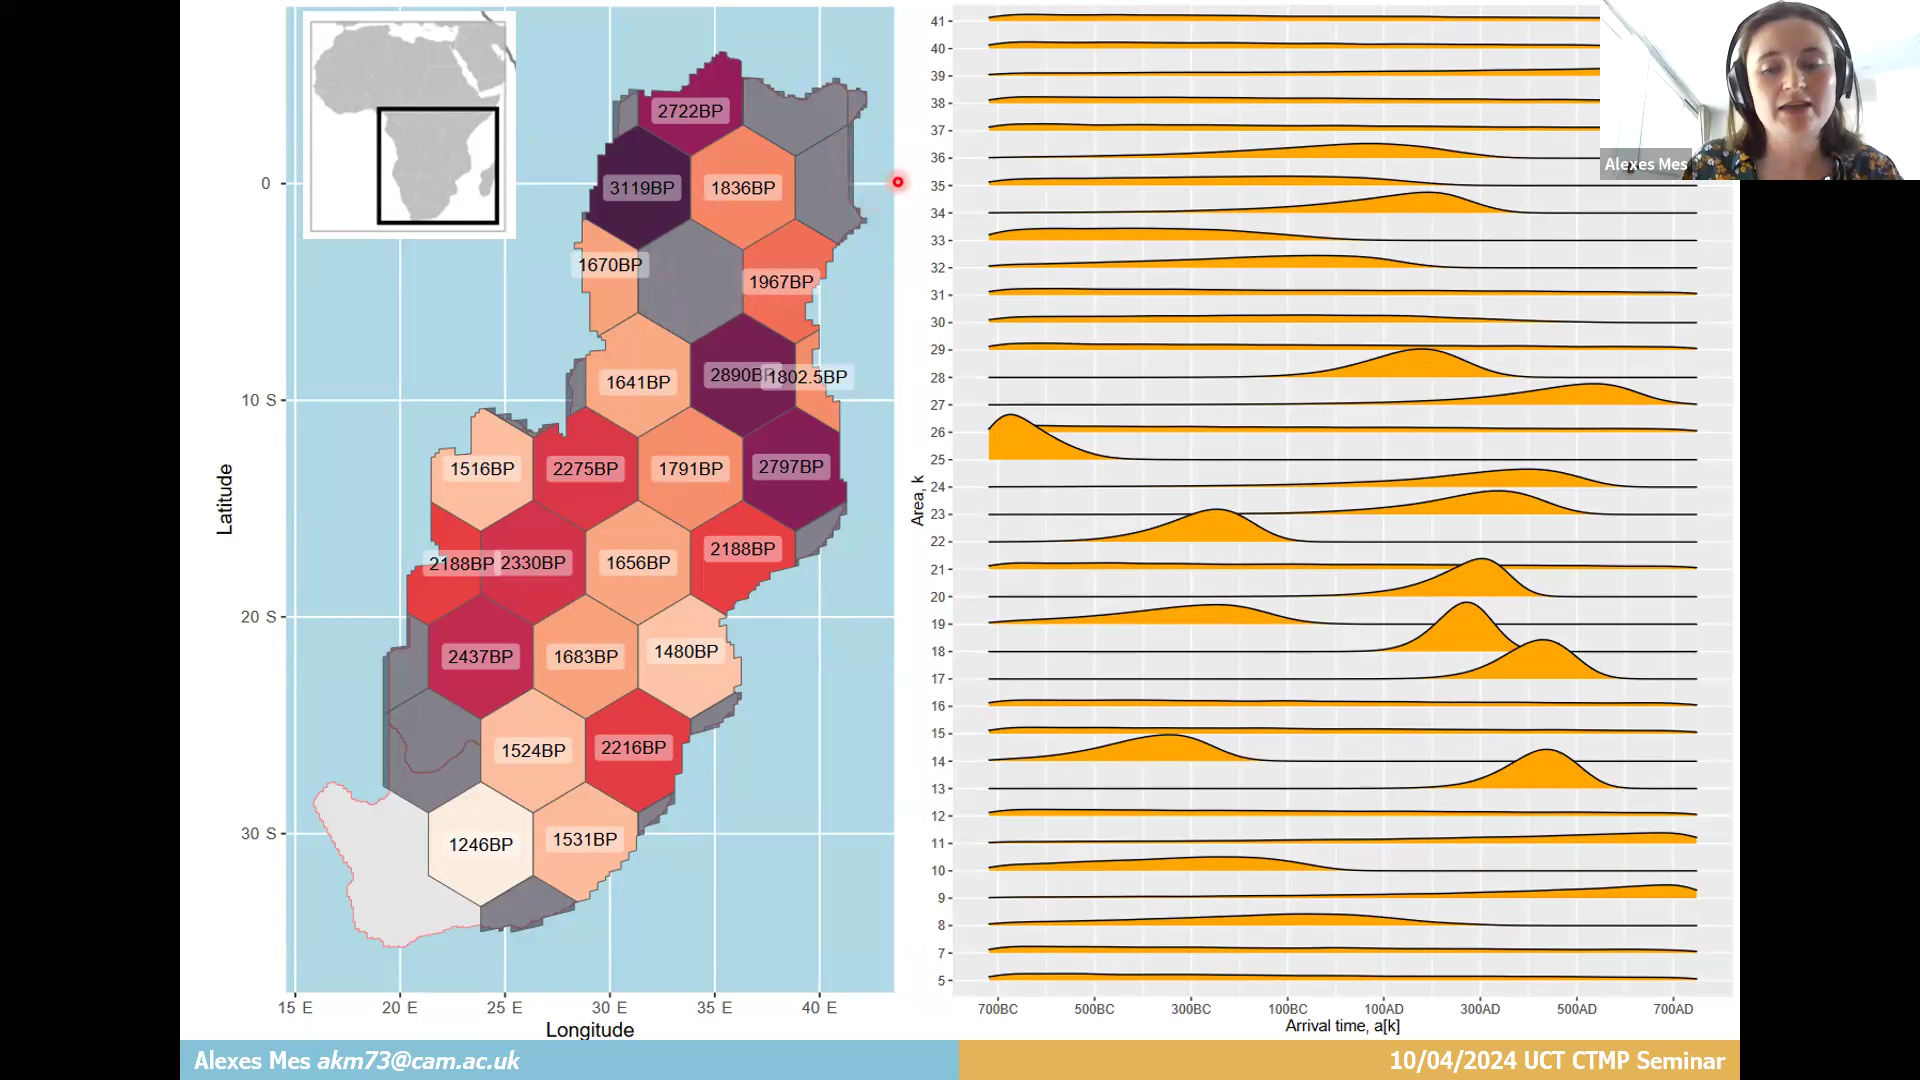 2722BP
3119BP
1836BP
1670BP
1967BP
1641BP
2890BP
1802.5BP
1516BP
2275BP
1791BP
2797BP
2188BP
2330BP
1656BP
2188BP
2437BP
1683BP
1480BP
1524BP
2216BP
1246BP
1531BP
0
10 S
20 S
30 S
Latitude
15 E
20 E
25 E
30 E
35 E
40 E
Longitude
41
40
39
38
37
36
35
34
33
32
31
30
29
28
27
26
25
24
23
22
21
20
19
18
17
16
15
14
13
12
11
10
9
8
7
5
Area, k
700BC
500BC
300BC
100BC
100AD
300AD
500AD
700AD
Arrival time, a[k]
Alexes Mes
Alexes Mes akm73@cam.ac.uk
10/04/2024 UCT CTMP Seminar